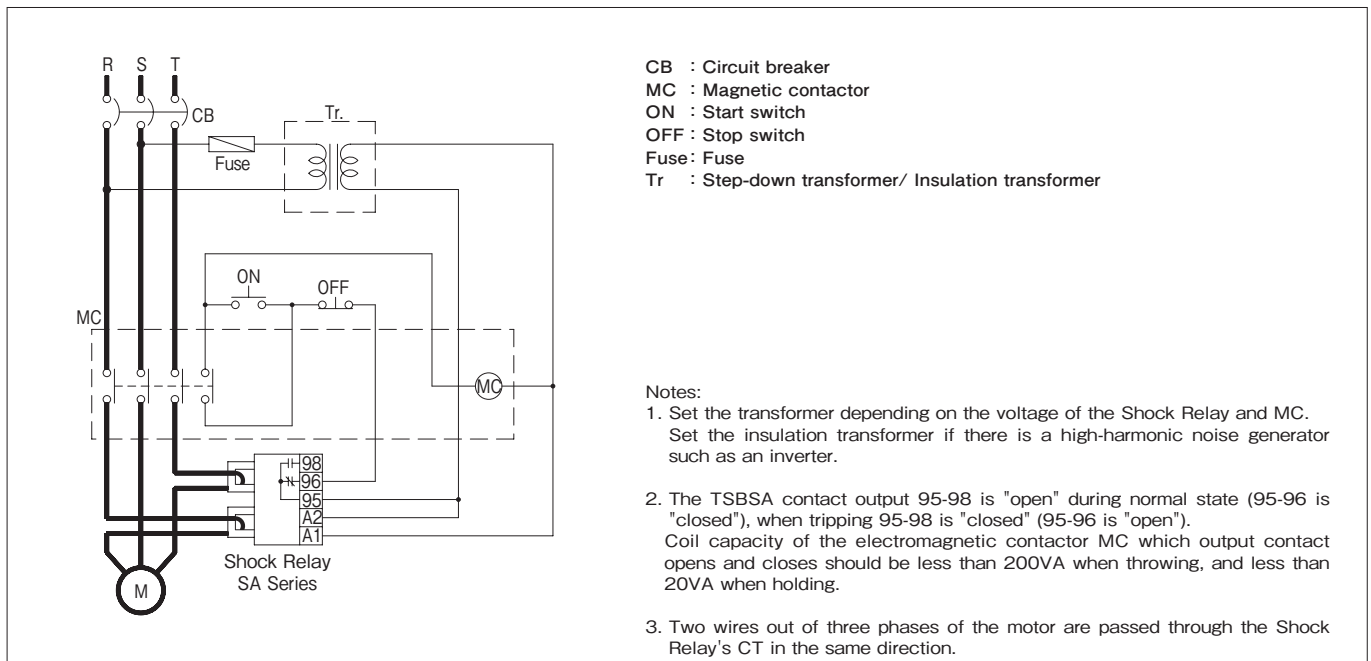 R S T
CB
Tr.
Fuse
ON
OFF
MC
MC
98
96
95
A2
A1
Shock Relay
SA Series
M
CB : Circuit breaker
MC : Magnetic contactor
ON : Start switch
OFF : Stop switch
Fuse : Fuse
Tr : Step-down transformer/ Insulation transformer
Notes:
1. Set the transformer depending on the voltage of the Shock Relay and MC.
Set the insulation transformer if there is a high-harmonic noise generator
such as an inverter.
2. The TSBSA contact output 95-98 is "open" during normal state (95-96 is
"closed"), when tripping 95-98 is "closed" (95-96 is "open").
Coil capacity of the electromagnetic contactor MC which output contact
opens and closes should be less than 200VA when throwing, and less than
20VA when holding.
3. Two wires out of three phases of the motor are passed through the Shock
Relay's CT in the same direction.